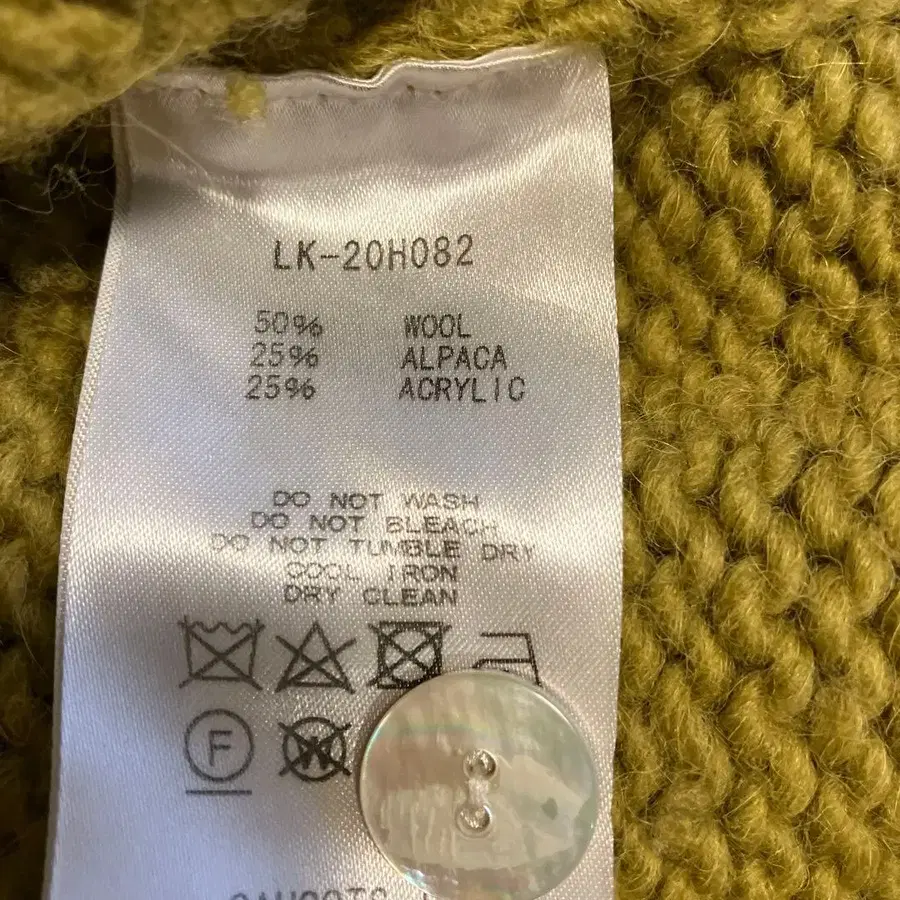 LK-20H082
50% WOOL
25% ALPACA
25% ACRYLIC
DO NOT WASH
DO NOT BLEACH
DO NOT TUMBLE DRY
COOL IRON
DRY CLEAN
F W